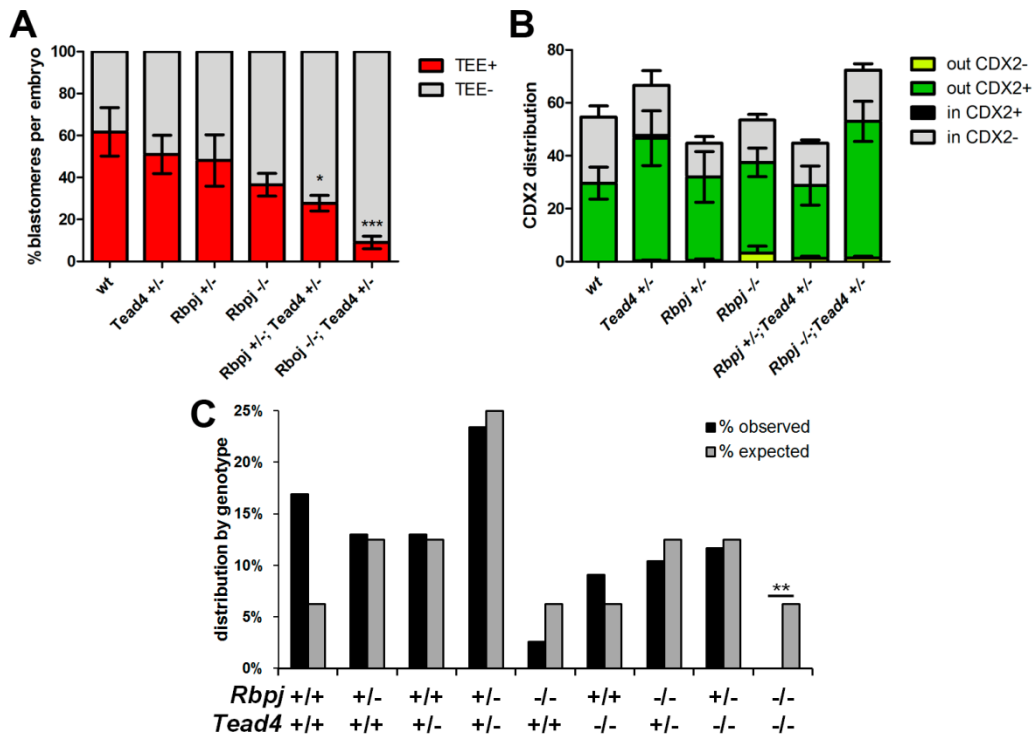 A
% blastomeres per embryo
100
80
60
40
20
0
*
***
wt
Tead4 +/-
Rbpj +/-
Rbpj -/-
Rbpj +/-; Tead4 +/-
Rboj -/-; Tead4 +/-
TEE+
TEE-
B
CDX2 distribution
80
60
40
20
0
wt
Tead4 +/-
Rbpj +/-
Rbpj -/-
Rbpj +/-;Tead4 +/-
Rbpj -/-;Tead4 +/-
out CDX2-
out CDX2+
in CDX2+
in CDX2-
C
distribution by genotype
25%
20%
15%
10%
5%
0%
% observed
% expected
**
Rbpj +/+ +/- +/+ +/- -/- +/+ -/- +/- -/-
Tead4 +/+ +/+ +/- +/- +/+ -/- +/- -/- -/-